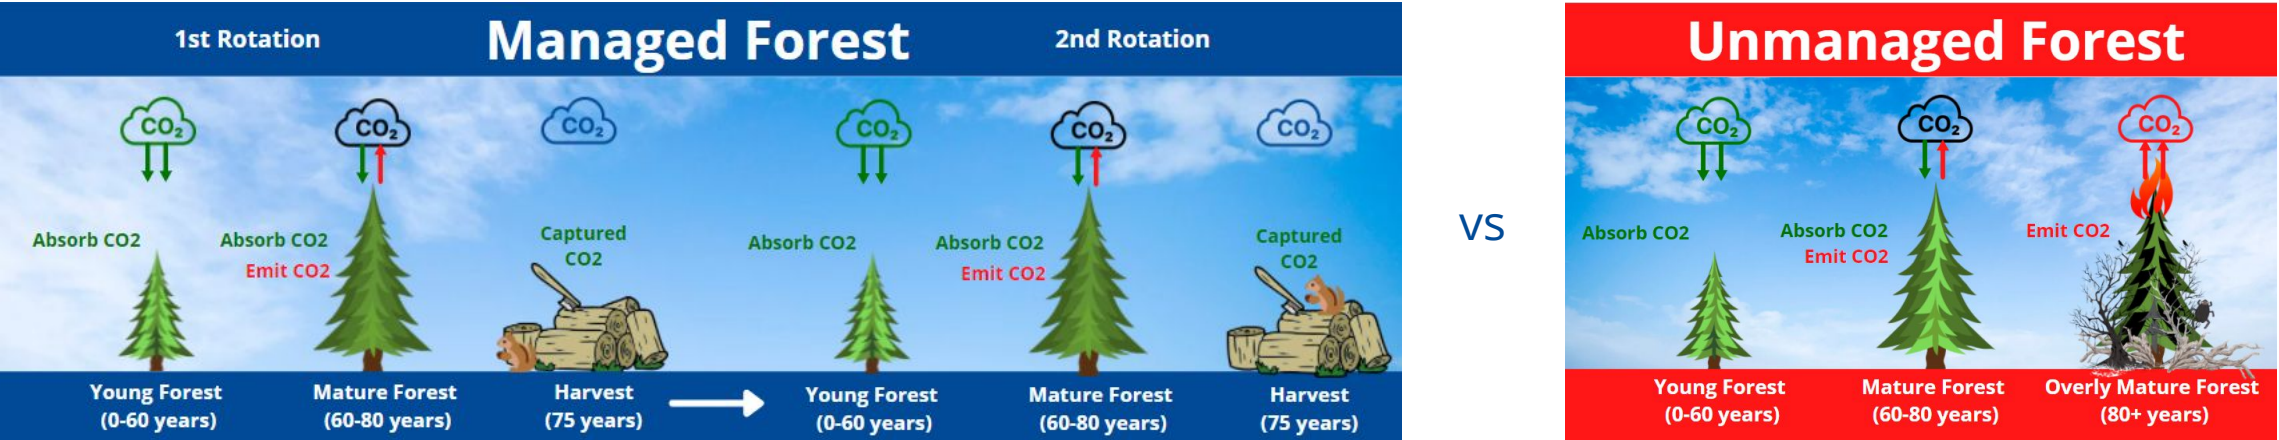 1st Rotation
Managed Forest
2nd Rotation
CO₂
CO₂
CO₂
CO₂
CO₂
CO₂
Absorb CO2
Absorb CO2
Emit CO2
Captured
CO2
Absorb CO2
Absorb CO2
Emit CO2
Captured
CO2
Young Forest
(0-60 years)
Mature Forest
(60-80 years)
Harvest
(75 years)
Young Forest
(0-60 years)
Mature Forest
(60-80 years)
Harvest
(75 years)
vs
Unmanaged Forest
CO₂
CO₂
CO₂
Absorb CO2
Absorb CO2
Emit CO2
Emit CO2
Young Forest
(0-60 years)
Mature Forest
(60-80 years)
Overly Mature Forest
(80+ years)